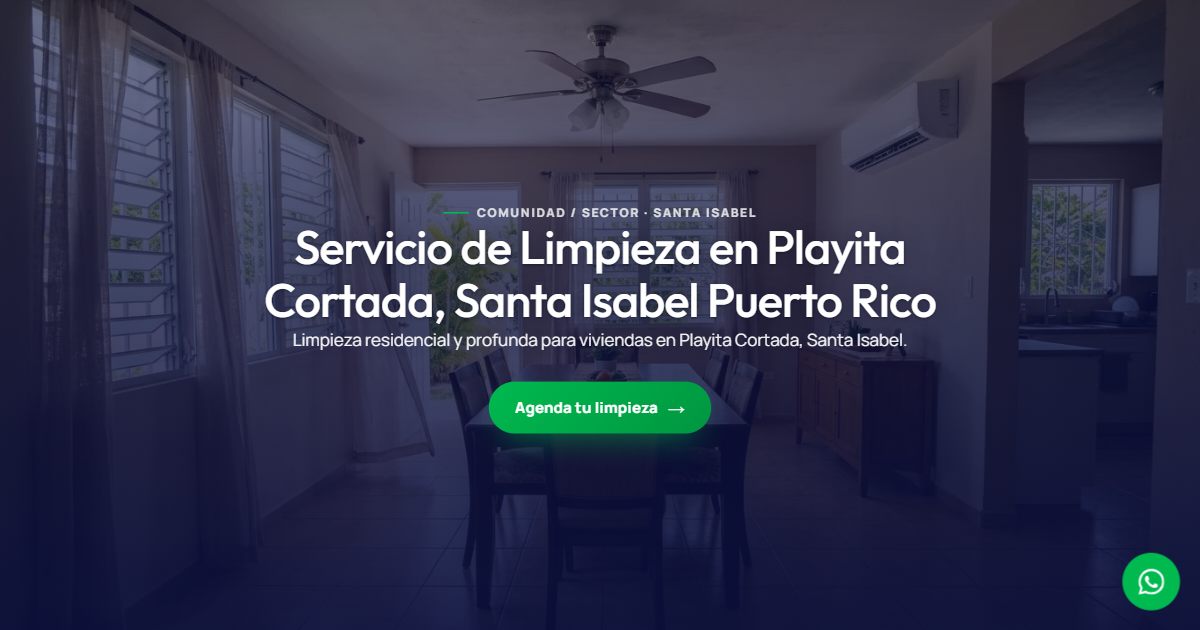 COMUNIDAD / SECTOR · SANTA ISABEL
Servicio de Limpieza en Playita
Cortada, Santa Isabel Puerto Rico
Limpieza residencial y profunda para viviendas en Playita Cortada, Santa Isabel.
Agenda tu limpieza →